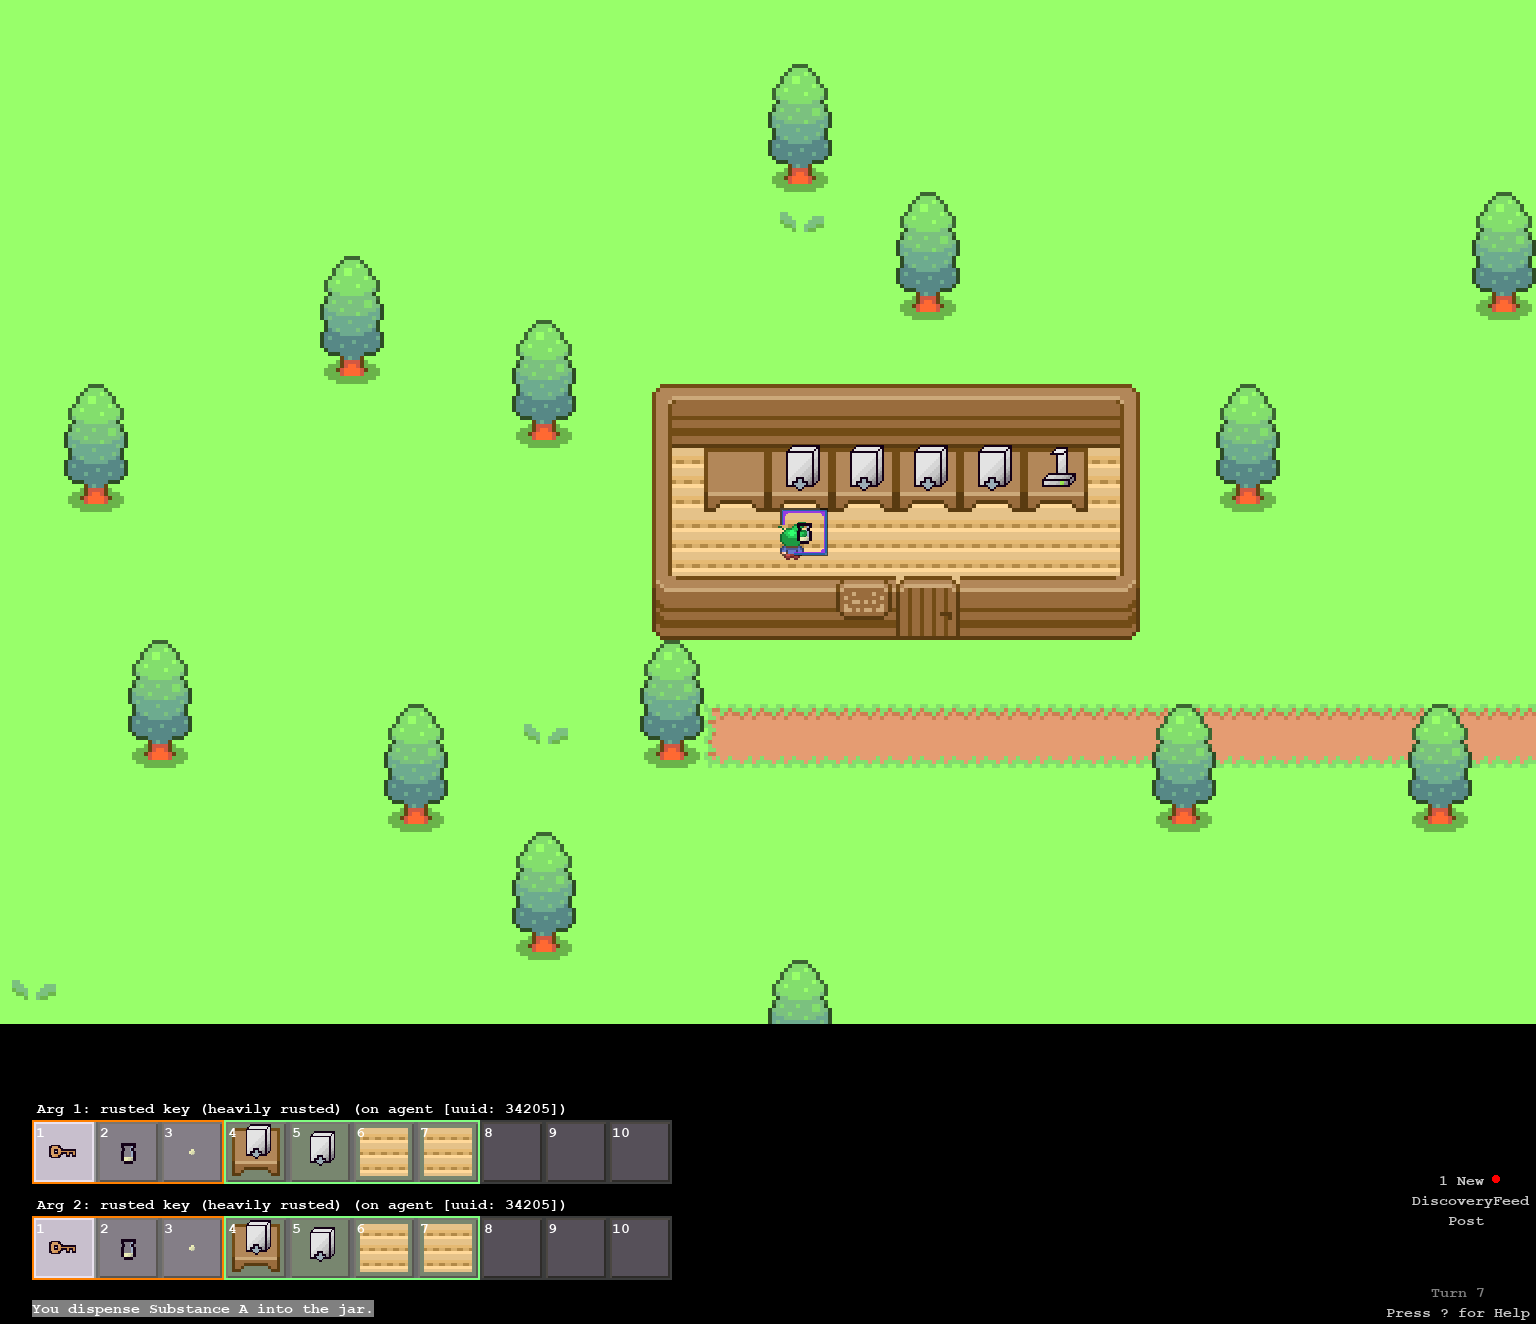 Arg 1: rusted key (heavily rusted) (on agent [uuid: 34205])
1 2 3 4 5 6 7 8 9 10
Arg 2: rusted key (heavily rusted) (on agent [uuid: 34205])
1 2 3 4 5 6 7 8 9 10
1 New
DiscoveryFeed
Post
You dispense Substance A into the jar.
Turn 7
Press ? for Help